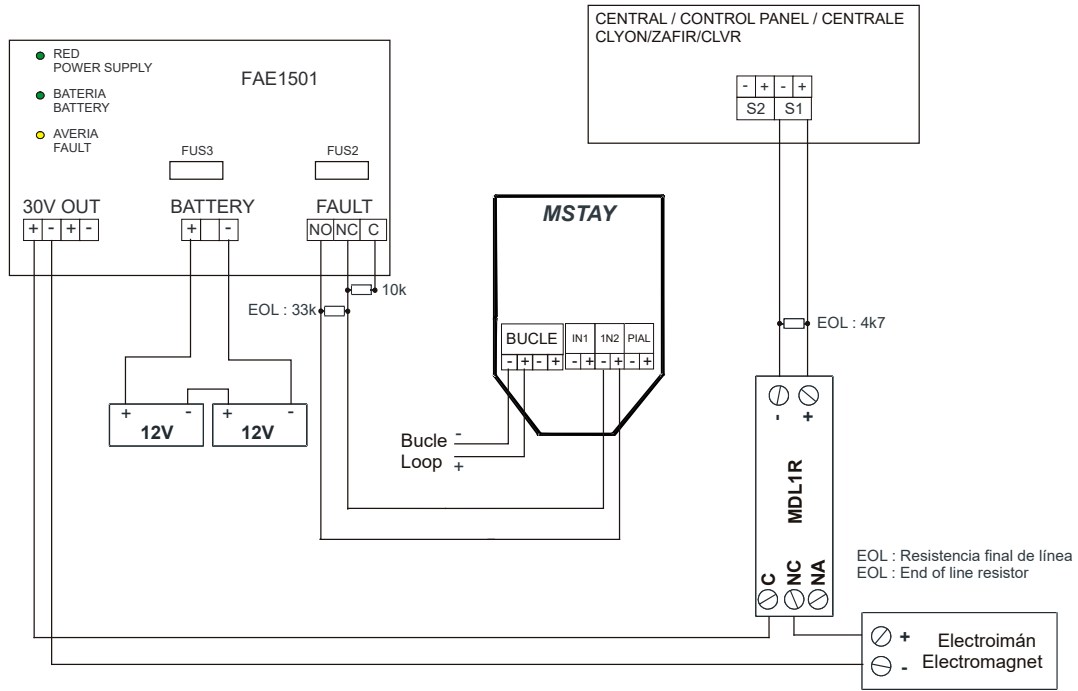 CENTRAL / CONTROL PANEL / CENTRALE
CLYON/ZAFIR/CLVR
- + - +
S2 S1
RED
POWER SUPPLY
BATERIA
BATTERY
AVERIA
FAULT
FAE1501
FUS3
FUS2
30V OUT
+ - + -
BATTERY
+ -
FAULT
NO NC C
10k
EOL : 33k
+ -
12V
+ -
12V
MSTAY
BUCLE IN1 1N2 PIAL
- + - + - + - + - +
Bucle -
Loop +
EOL : 4k7
- +
MDL1R
C NC NA
EOL : Resistencia final de línea
EOL : End of line resistor
+ Electroimán
- Electromagnet